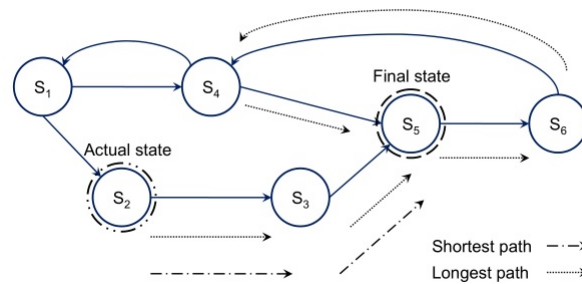 Final state
S1
S4
S5
S6
Actual state
S2
S3
Shortest path
Longest path